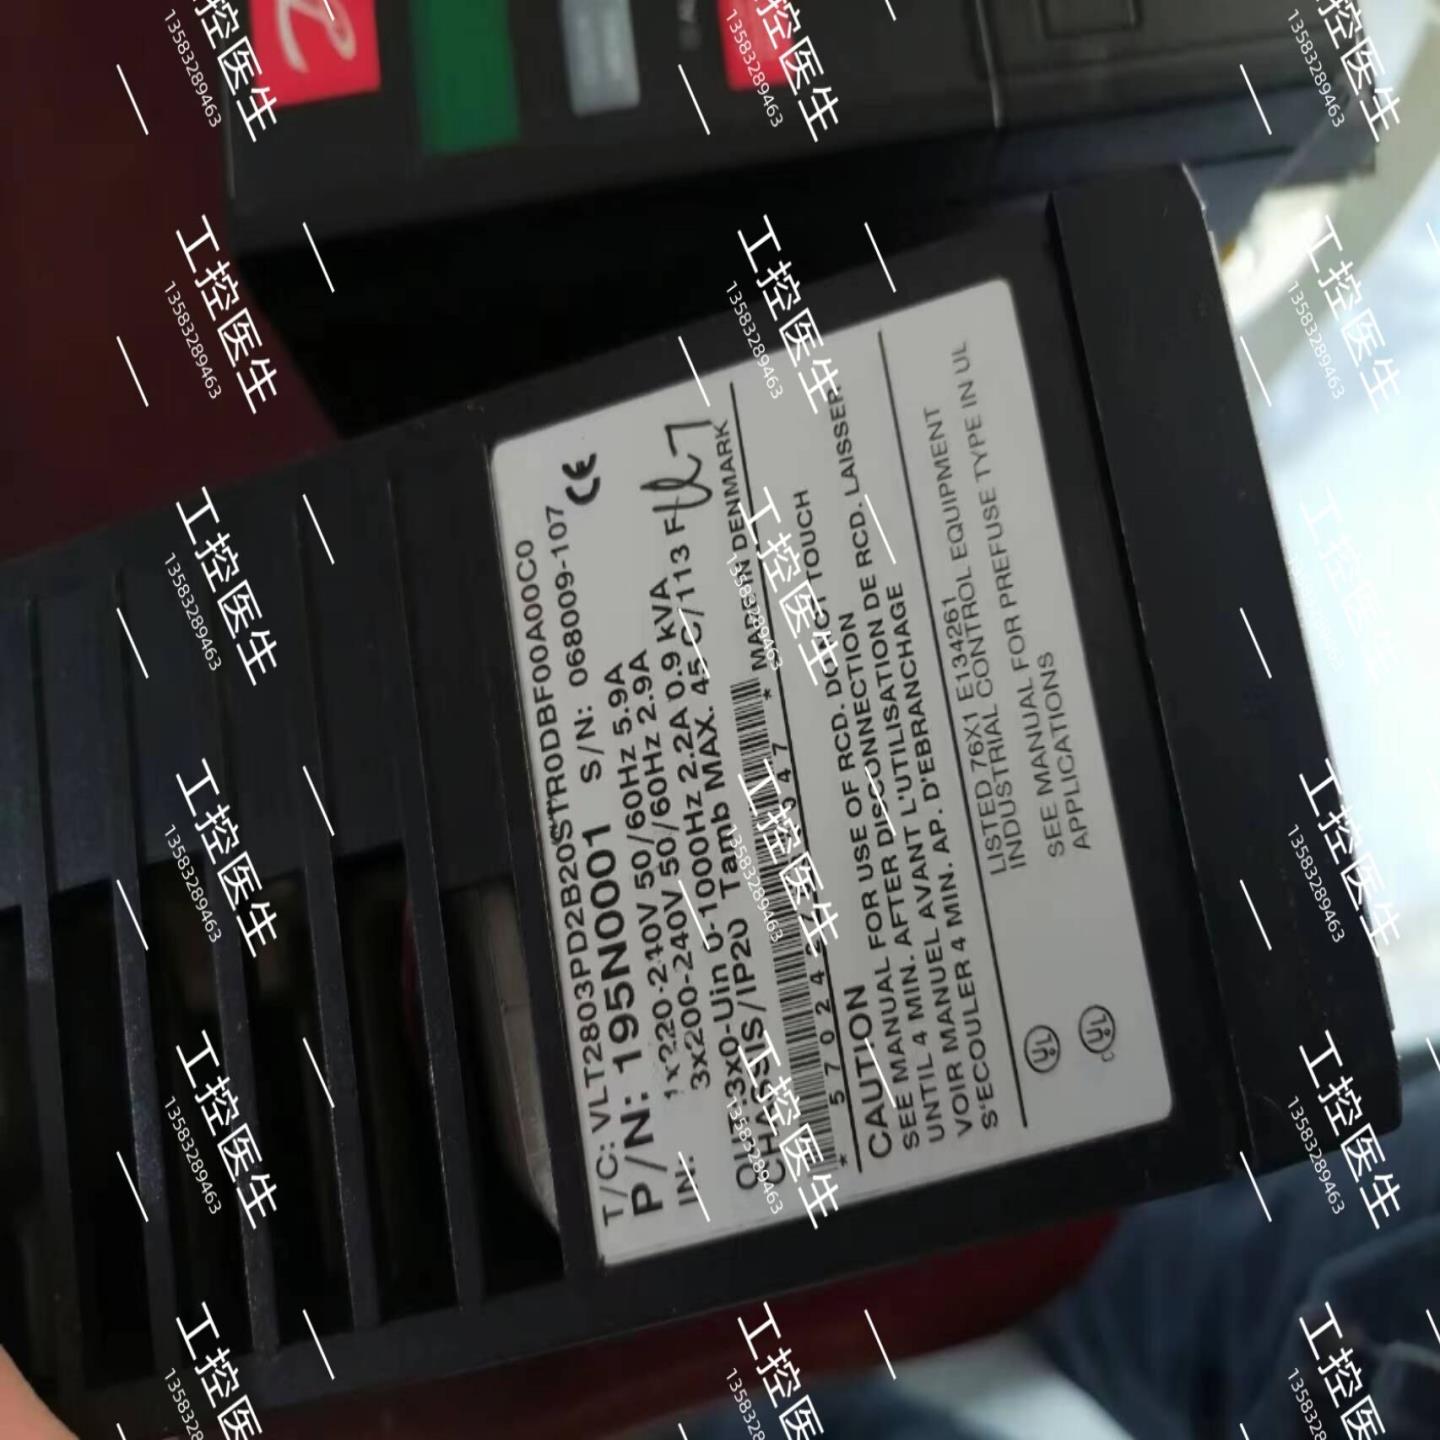 T/C: VLT2803PD2B20STR0DBF00A00C0
P/N: 195N0001 S/N: 068009-107
IN: 1x220-240V 50/60Hz 5.9A
3x200-240V 50/60Hz 2.9A
OUT: 3x0-Uin 0-1000Hz 2.2A 0.9 kVA
CHASSIS/IP20 Tamb MAX. 45 C/113 F
CE
MADE IN DENMARK
CAUTION
SEE MANUAL FOR USE OF RCD. DO NOT TOUCH
UNTIL 4 MIN. AFTER DISCONNECTION
VOIR MANUEL AVANT L'UTILISATION DE RCD. LAISSER.
S'ECOULER 4 MIN. AP. D'EBRANCHAGE
LISTED 76X1 E134261
INDUSTRIAL CONTROL EQUIPMENT
SEE MANUAL FOR PREFUSE TYPE IN UL
APPLICATIONS
UL
c UL
工控医生
13583289463